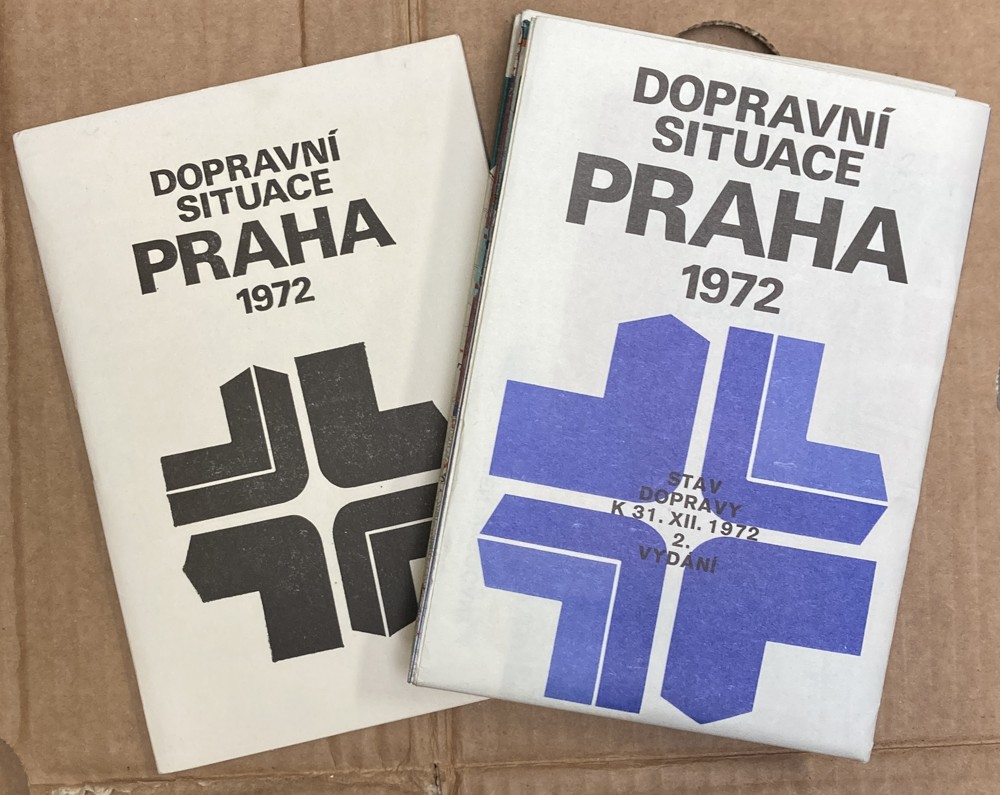 DOPRAVNÍ
SITUACE
PRAHA
1972
DOPRAVNÍ
SITUACE
PRAHA
1972
STAV
DOPRAVY
K 31. XII. 1972
2.
VYDÁNÍ